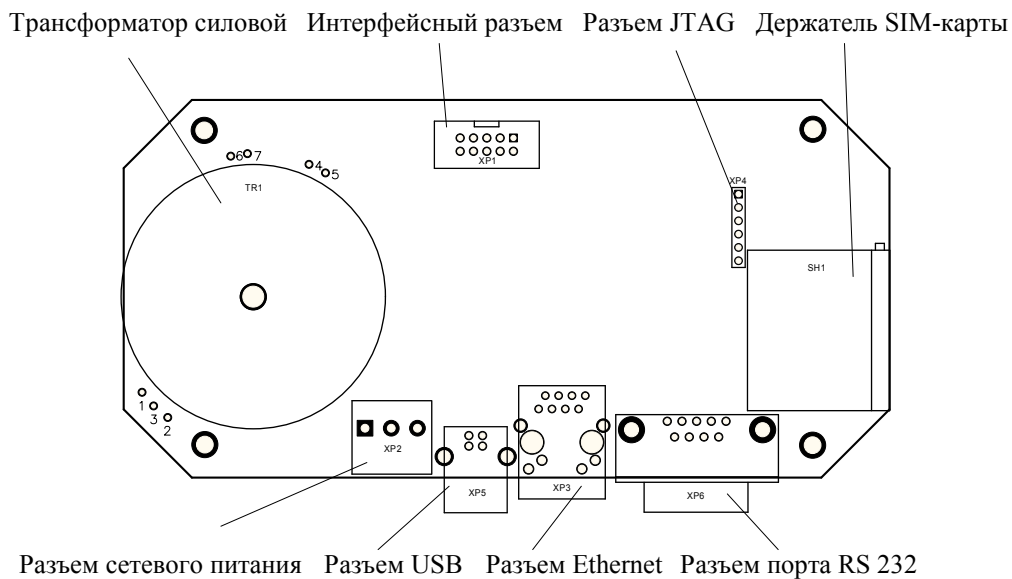 Трансформатор силовой Интерфейсный разъем Разъем JTAG Держатель SIM-карты
XP1
6 7
4
5
TR1
XP4
SH1
1
3
2
XP2
XP5
XP3
XP6
Разъем сетевого питания Разъем USB Разъем Ethernet Разъем порта RS 232